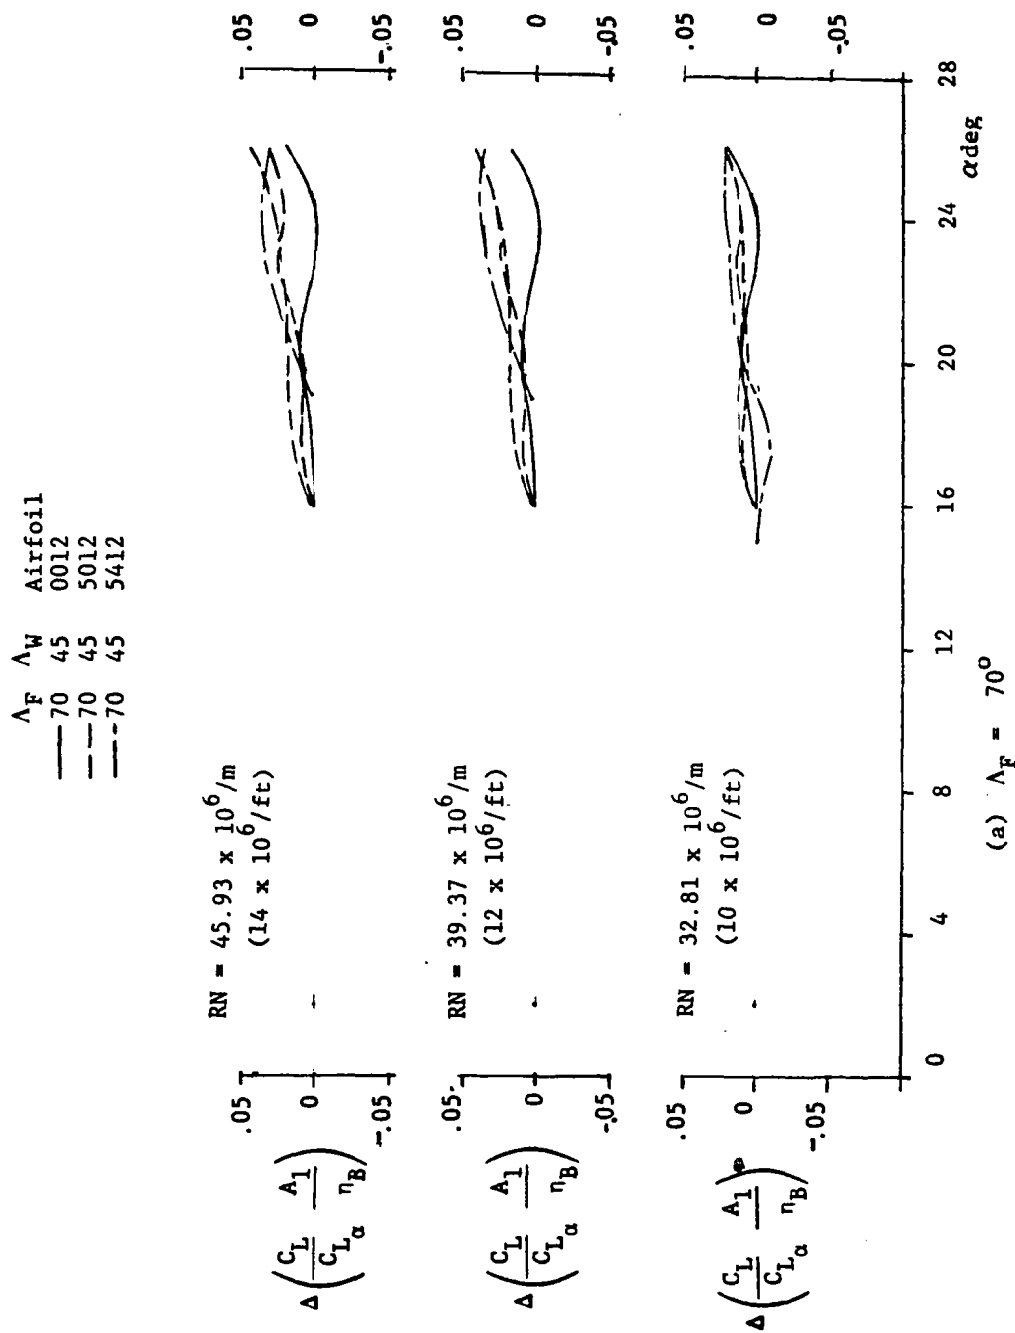 Λ_F Λ_W Airfoil
70 45 0012
70 45 5012
70 45 5412
Δ(C_L/C_Lα A_1/η_B)
.05
0
-.05
RN = 45.93 x 10^6/m
(14 x 10^6/ft)
.05
0
-.05
Δ(C_L/C_Lα A_1/η_B)
.05
0
-.05
RN = 39.37 x 10^6/m
(12 x 10^6/ft)
.05
0
-.05
Δ(C_L/C_Lα A_1/η_B)
.05
0
-.05
RN = 32.81 x 10^6/m
(10 x 10^6/ft)
.05
0
-.05
0 4 8 12 16 20 24 28
α deg
(a) Λ_F = 70°